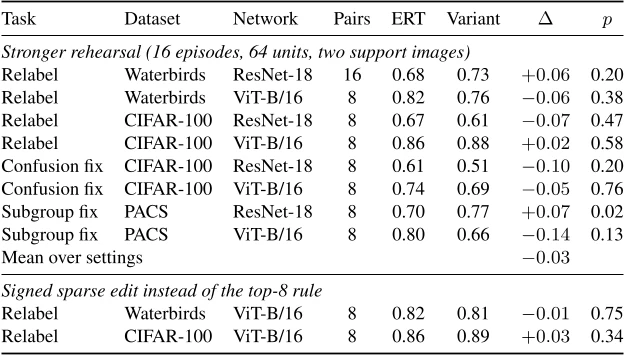 Task Dataset Network Pairs ERT Variant Δ p
Stronger rehearsal (16 episodes, 64 units, two support images)
Relabel Waterbirds ResNet-18 16 0.68 0.73 +0.06 0.20
Relabel Waterbirds ViT-B/16 8 0.82 0.76 −0.06 0.38
Relabel CIFAR-100 ResNet-18 8 0.67 0.61 −0.07 0.47
Relabel CIFAR-100 ViT-B/16 8 0.86 0.88 +0.02 0.58
Confusion fix CIFAR-100 ResNet-18 8 0.61 0.51 −0.10 0.20
Confusion fix CIFAR-100 ViT-B/16 8 0.74 0.69 −0.05 0.76
Subgroup fix PACS ResNet-18 8 0.70 0.77 +0.07 0.02
Subgroup fix PACS ViT-B/16 8 0.80 0.66 −0.14 0.13
Mean over settings −0.03
Signed sparse edit instead of the top-8 rule
Relabel Waterbirds ViT-B/16 8 0.82 0.81 −0.01 0.75
Relabel CIFAR-100 ViT-B/16 8 0.86 0.89 +0.03 0.34